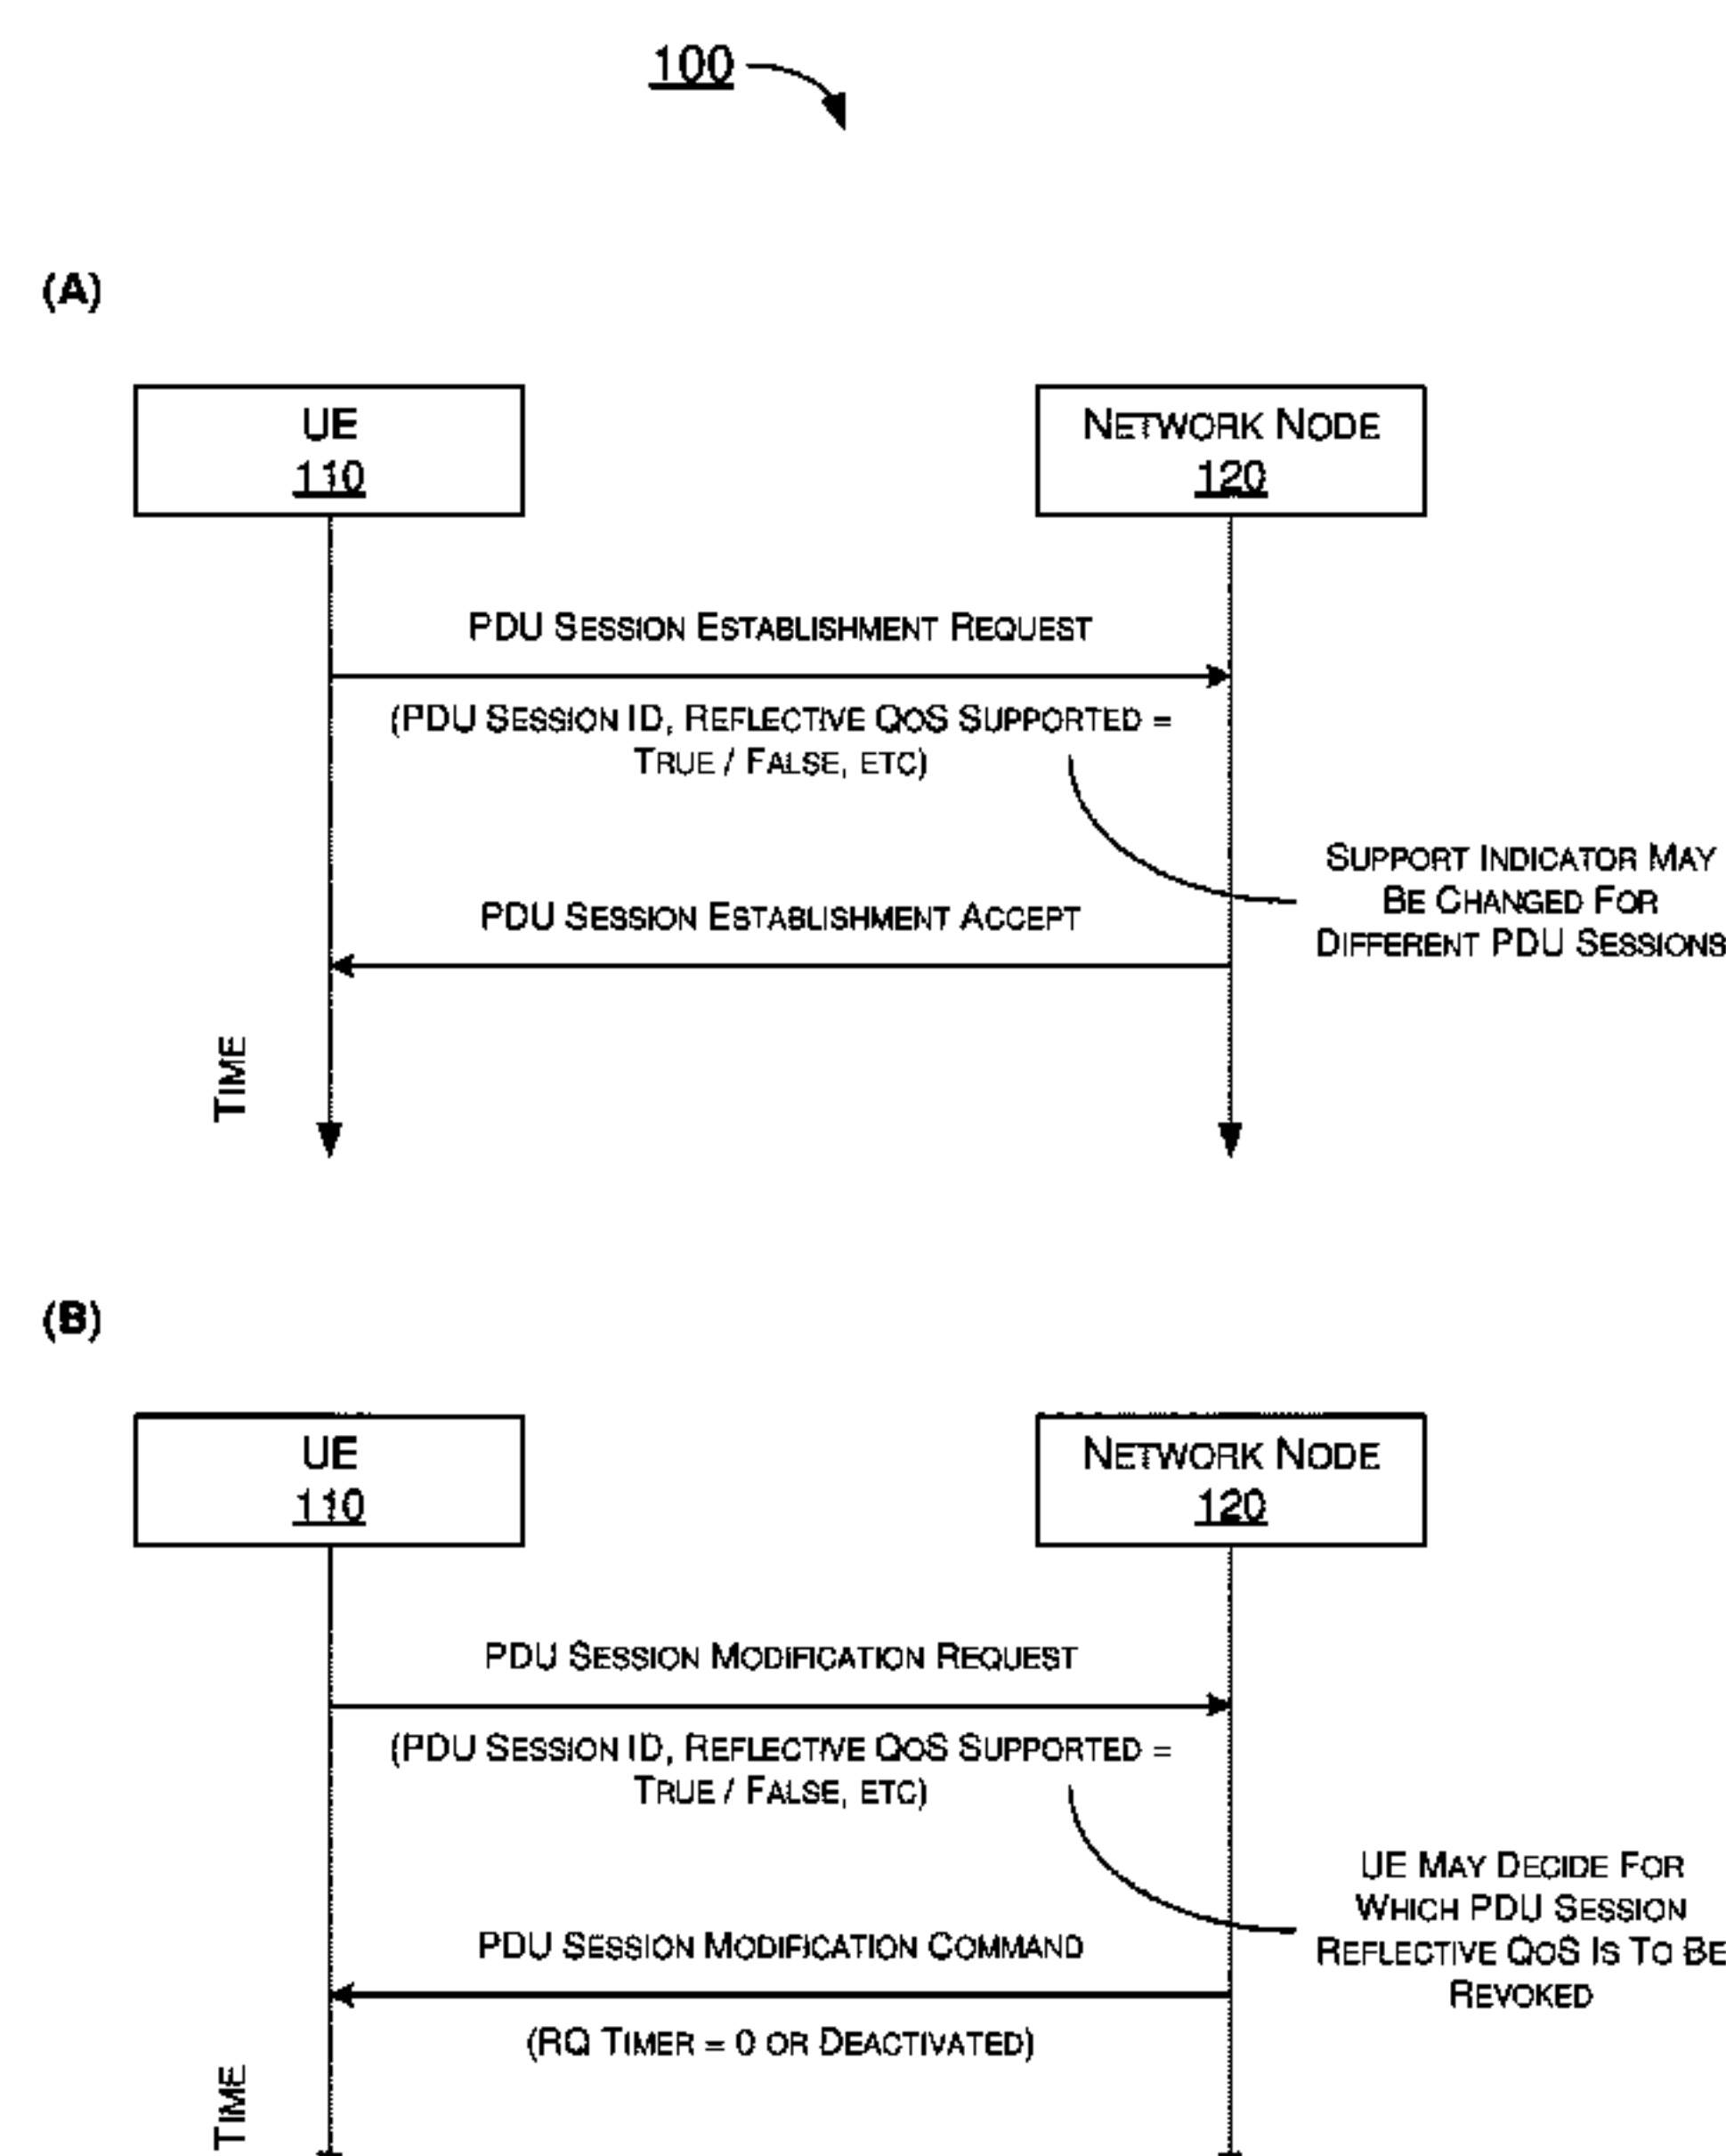 100
(A)
UE
110
NETWORK NODE
120
PDU SESSION ESTABLISHMENT REQUEST
(PDU SESSION ID, REFLECTIVE QOS SUPPORTED =
TRUE / FALSE, ETC)
SUPPORT INDICATOR MAY
BE CHANGED FOR
DIFFERENT PDU SESSIONS
PDU SESSION ESTABLISHMENT ACCEPT
TIME
(B)
UE
110
NETWORK NODE
120
PDU SESSION MODIFICATION REQUEST
(PDU SESSION ID, REFLECTIVE QOS SUPPORTED =
TRUE / FALSE, ETC)
UE MAY DECIDE FOR
WHICH PDU SESSION
REFLECTIVE QOS IS TO BE
REVOKED
PDU SESSION MODIFICATION COMMAND
(RQ TIMER = 0 OR DEACTIVATED)
TIME